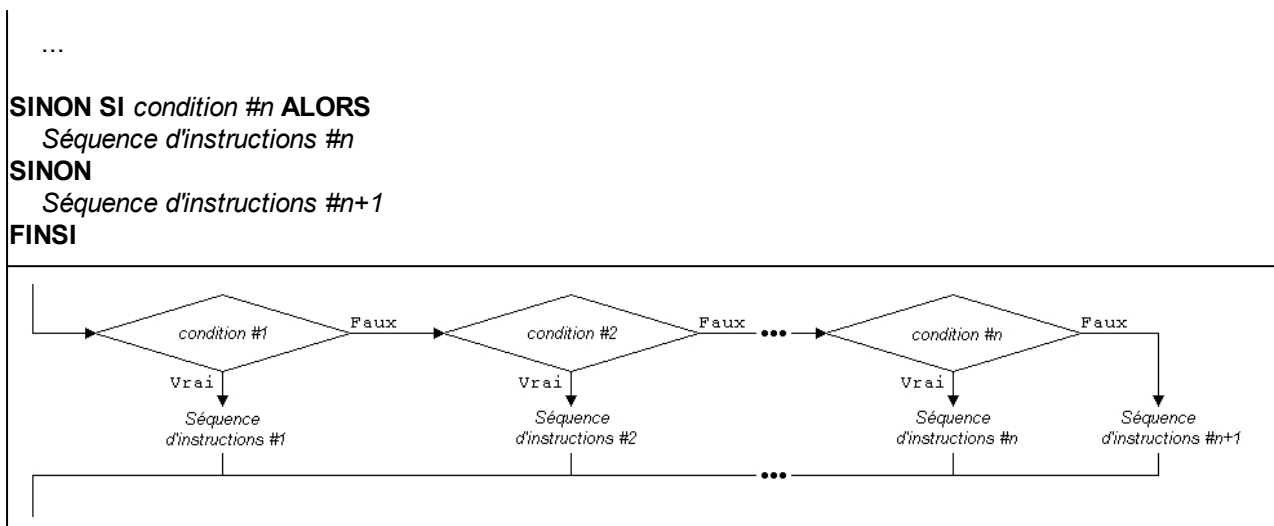 ...
SINON SI condition #n ALORS
Séquence d'instructions #n
SINON
Séquence d'instructions #n+1
FINSI
condition #1 Faux condition #2 Faux ••• condition #n Faux
Vrai Vrai Vrai
Séquence Séquence Séquence Séquence
d'instructions #1 d'instructions #2 d'instructions #n d'instructions #n+1
•••